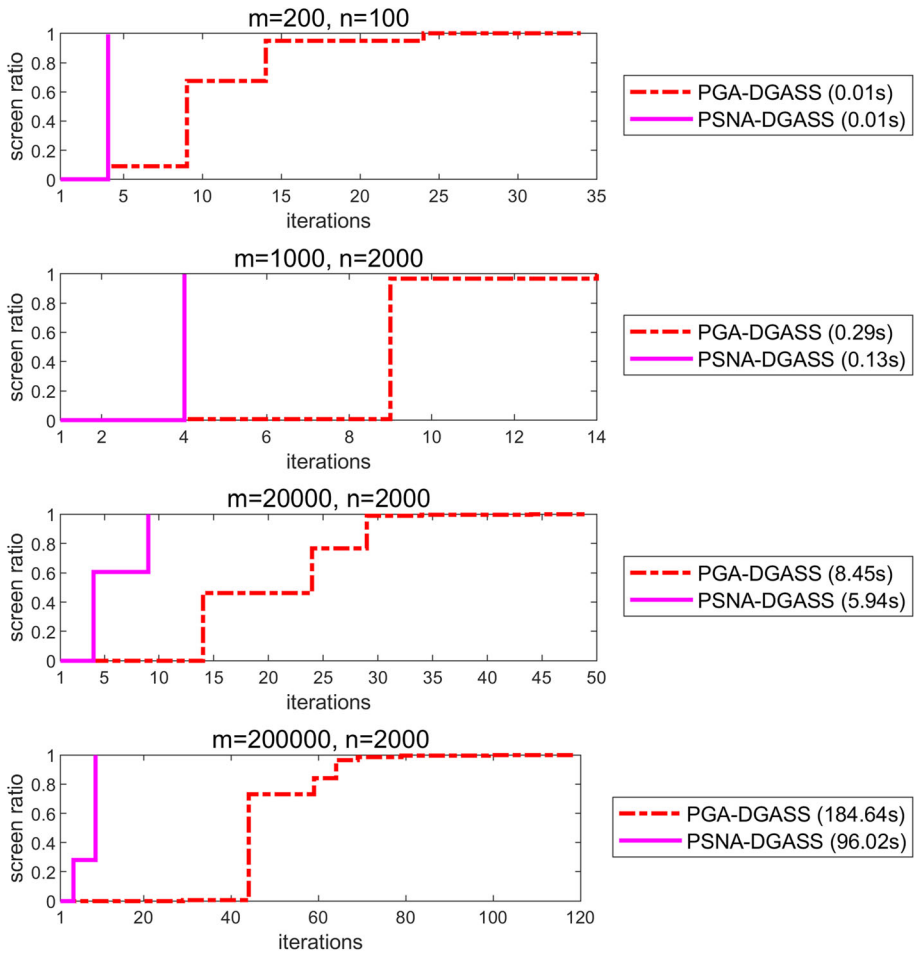 m=200, n=100
screen ratio
1
0.8
0.6
0.4
0.2
0
1 5 10 15 20 25 30 35
iterations
PGA-DGASS (0.01s)
PSNA-DGASS (0.01s)
m=1000, n=2000
screen ratio
1
0.8
0.6
0.4
0.2
0
1 2 4 6 8 10 12 14
iterations
PGA-DGASS (0.29s)
PSNA-DGASS (0.13s)
m=20000, n=2000
screen ratio
1
0.8
0.6
0.4
0.2
0
1 5 10 15 20 25 30 35 40 45 50
iterations
PGA-DGASS (8.45s)
PSNA-DGASS (5.94s)
m=200000, n=2000
screen ratio
1
0.8
0.6
0.4
0.2
0
1 20 40 60 80 100 120
iterations
PGA-DGASS (184.64s)
PSNA-DGASS (96.02s)